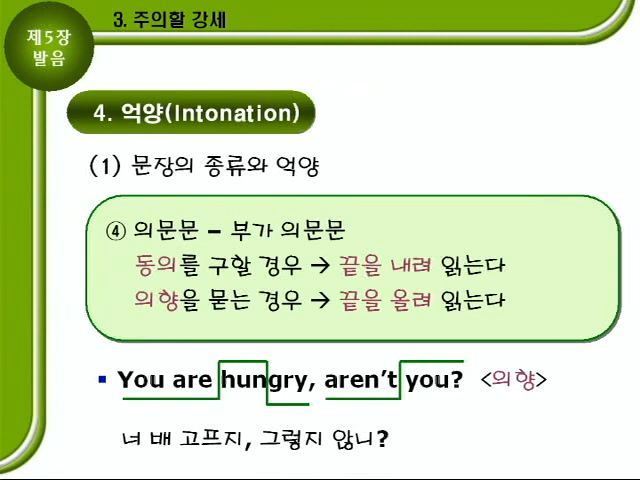 3. 주의할 강세
제5장
발음
4. 억양(Intonation)
(1) 문장의 종류와 억양
④ 의문문 – 부가 의문문
동의를 구할 경우 → 끝을 내려 읽는다
의향을 묻는 경우 → 끝을 올려 읽는다
▪ You are hungry, aren't you? <의향>
너 배 고프지, 그렇지 않니?